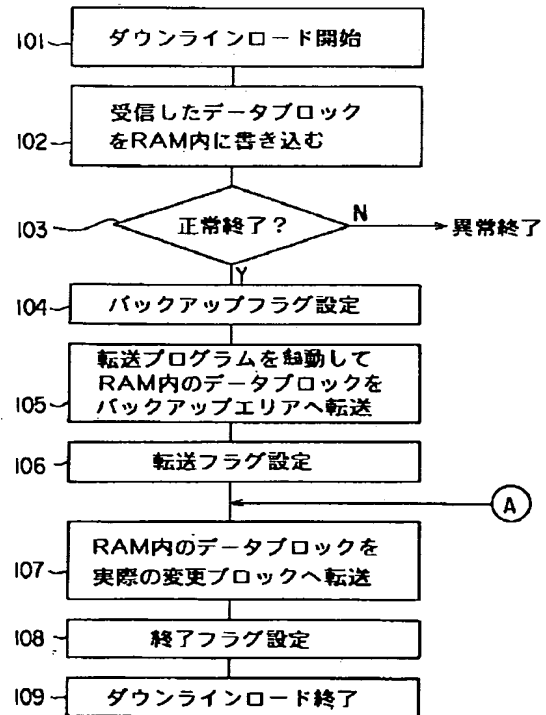 101 ダウンラインロード開始
受信したデータブロック
102 をRAM内に書き込む
103 正常終了? N 異常終了
Y
104 バックアップフラグ設定
転送プログラムを起動して
RAM内のデータブロックを
105 バックアップエリアへ転送
106 転送フラグ設定
A
RAM内のデータブロックを
107 実際の変更ブロックへ転送
108 終了フラグ設定
109 ダウンラインロード終了